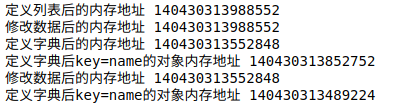 定义列表后的内存地址 140430313988552
修改数据后的内存地址 140430313988552
定义字典后的内存地址 140430313552848
定义字典后key=name的对象内存地址 140430313852752
修改数据后的内存地址 140430313552848
定义字典后key=name的对象内存地址 140430313489224